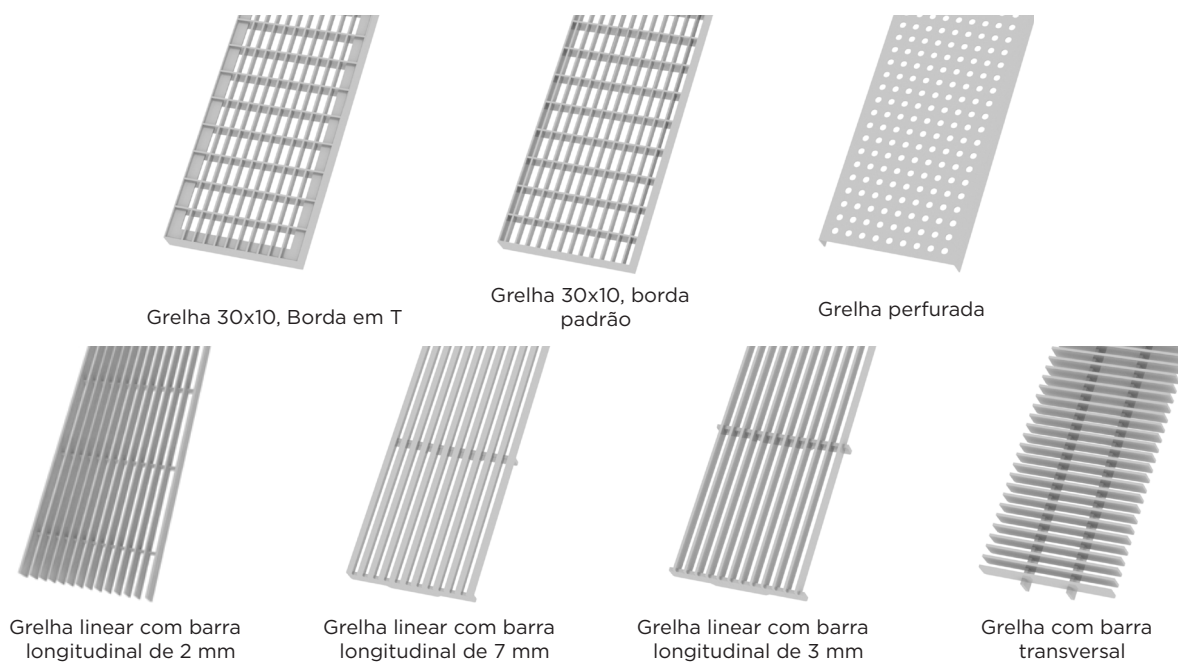 Grelha 30x10, Borda em T
Grelha 30x10, borda
padrão
Grelha perfurada
Grelha linear com barra
longitudinal de 2 mm
Grelha linear com barra
longitudinal de 7 mm
Grelha linear com barra
longitudinal de 3 mm
Grelha com barra
transversal